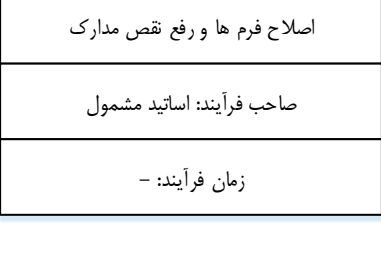 اصلاح فرم ها و رفع نقص مدارک
صاحب فرآیند: اساتید مشمول
زمان فرآیند: –